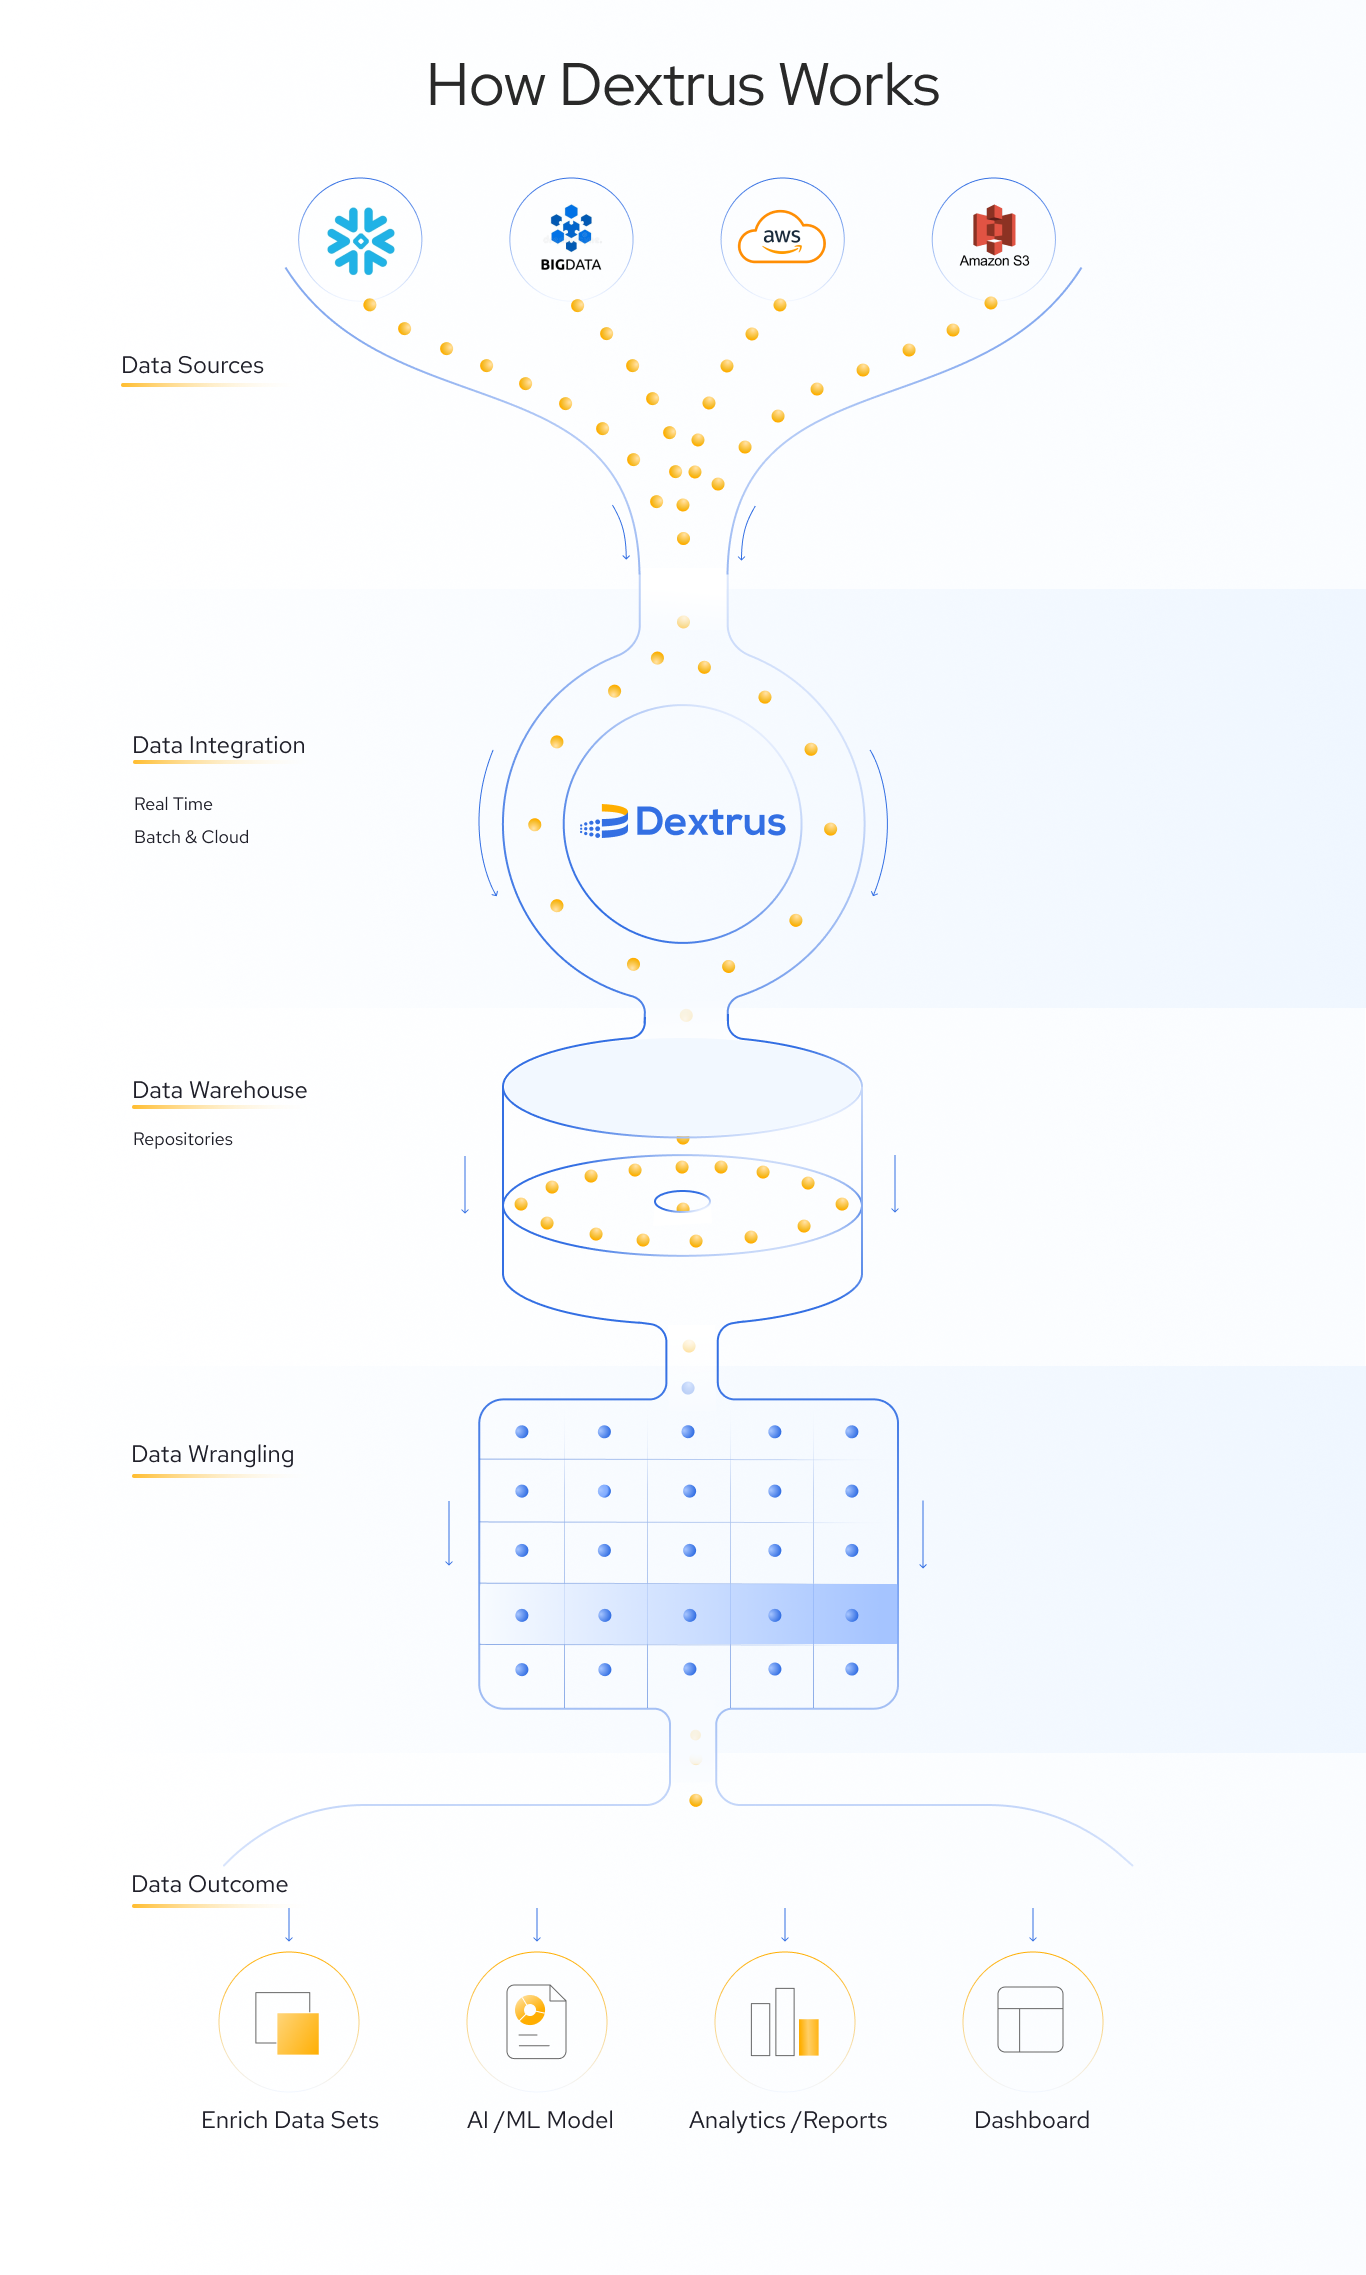 How Dextrus Works
BIGDATA
aws
Amazon S3
Data Sources
Data Integration
Real Time
Batch & Cloud
Dextrus
Data Warehouse
Repositories
Data Wrangling
Data Outcome
Enrich Data Sets
AI /ML Model
Analytics /Reports
Dashboard